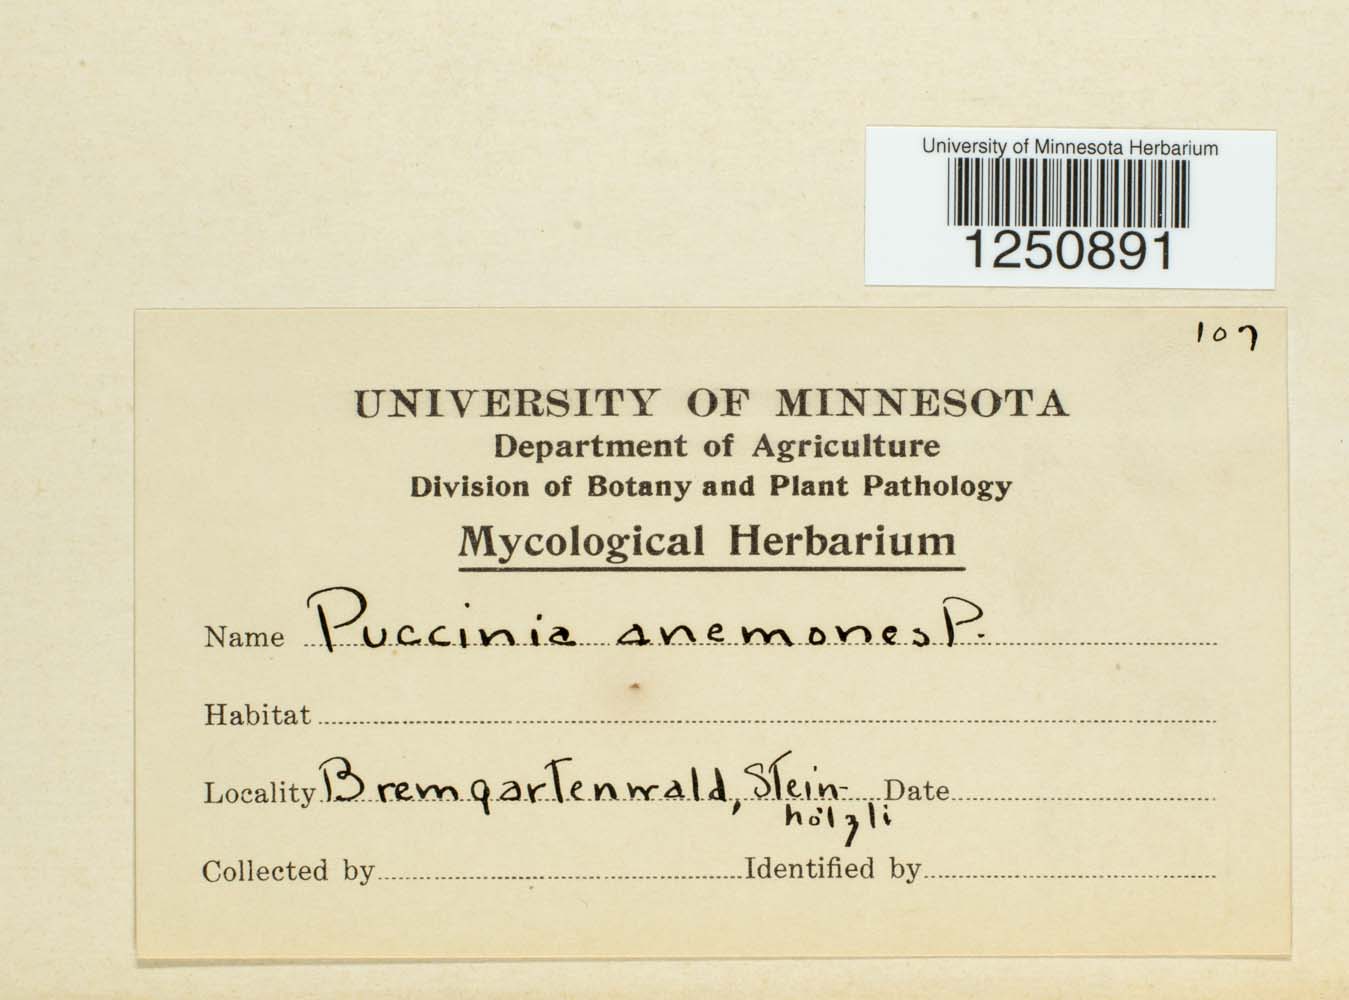 University of Minnesota Herbarium
1250891
107
UNIVERSITY OF MINNESOTA
Department of Agriculture
Division of Botany and Plant Pathology
Mycological Herbarium
Name Puccinia anemones P.
Habitat
Locality Bremgartenwald, Stein- Date
hölzli
Collected by Identified by